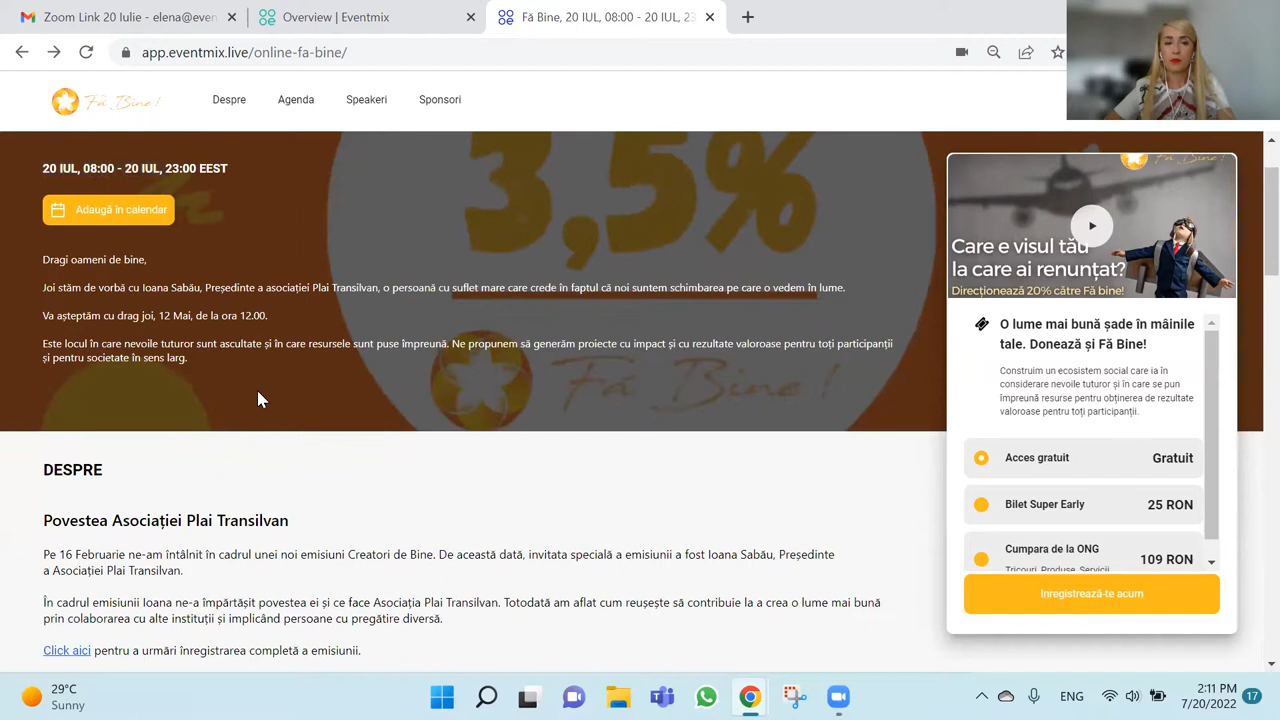 Zoom Link 20 Iulie - elena@even
Overview | Eventmix
Fă Bine, 20 IUL, 08:00 - 20 IUL, 23
app.eventmix.live/online-fa-bine/
Fă Bine!
Despre
Agenda
Speakeri
Sponsori
3,5%
20 IUL, 08:00 - 20 IUL, 23:00 EEST
Adaugă în calendar
Dragi oameni de bine,
Joi stăm de vorbă cu Ioana Sabău, Președinte a asociației Plai Transilvan, o persoană cu suflet mare care crede în faptul că noi suntem schimbarea pe care o vedem în lume.
Va așteptăm cu drag joi, 12 Mai, de la ora 12.00.
Este locul în care nevoile tuturor sunt ascultate și în care resursele sunt puse împreună. Ne propunem să generăm proiecte cu impact și cu rezultate valoroase pentru toți participanții
și pentru societate în sens larg.
Fă Bine!
Fă Bine!
Care e visul tău
la care ai renunțat?
Direcționează 20% către Fă bine!
O lume mai bună șade în mâinile
tale. Donează și Fă Bine!
Construim un ecosistem social care ia în
considerare nevoile tuturor și în care se pun
împreună resurse pentru obținerea de rezultate
valoroase pentru toți participanții.
Acces gratuit Gratuit
Bilet Super Early 25 RON
Cumpara de la ONG 109 RON
Tricouri, Produse, Servicii
Inregistrează-te acum
DESPRE
Povestea Asociației Plai Transilvan
Pe 16 Februarie ne-am întâlnit în cadrul unei noi emisiuni Creatori de Bine. De această dată, invitata specială a emisiunii a fost Ioana Sabău, Președinte
a Asociației Plai Transilvan.
În cadrul emisiunii Ioana ne-a împărtășit povestea ei și ce face Asociația Plai Transilvan. Totodată am aflat cum reușește să contribuie la a crea o lume mai bună
prin colaborarea cu alte instituții și implicând persoane cu pregătire diversă.
Click aici pentru a urmări înregistrarea completă a emisiunii.
29°C
Sunny
ENG
2:11 PM
7/20/2022
17